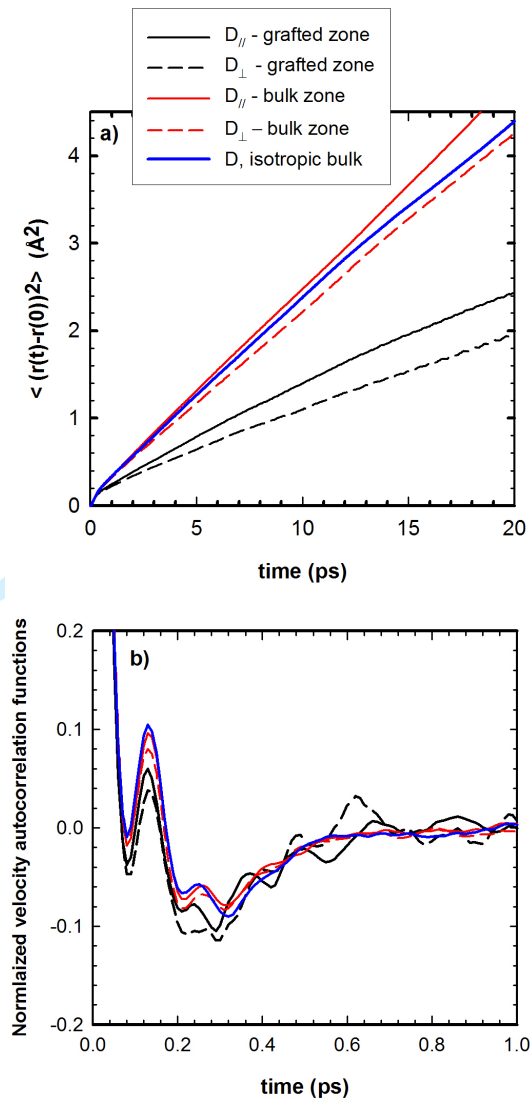 D// - grafted zone
D⊥ - grafted zone
D// - bulk zone
D⊥ – bulk zone
D, isotropic bulk
a)
4
3
2
1
0
< (r(t)-r(0))²> (Å²)
0 5 10 15 20
time (ps)
b)
0.2
0.1
0.0
-0.1
-0.2
Normlaized velocity autocorrelation functions
0.0 0.2 0.4 0.6 0.8 1.0
time (ps)